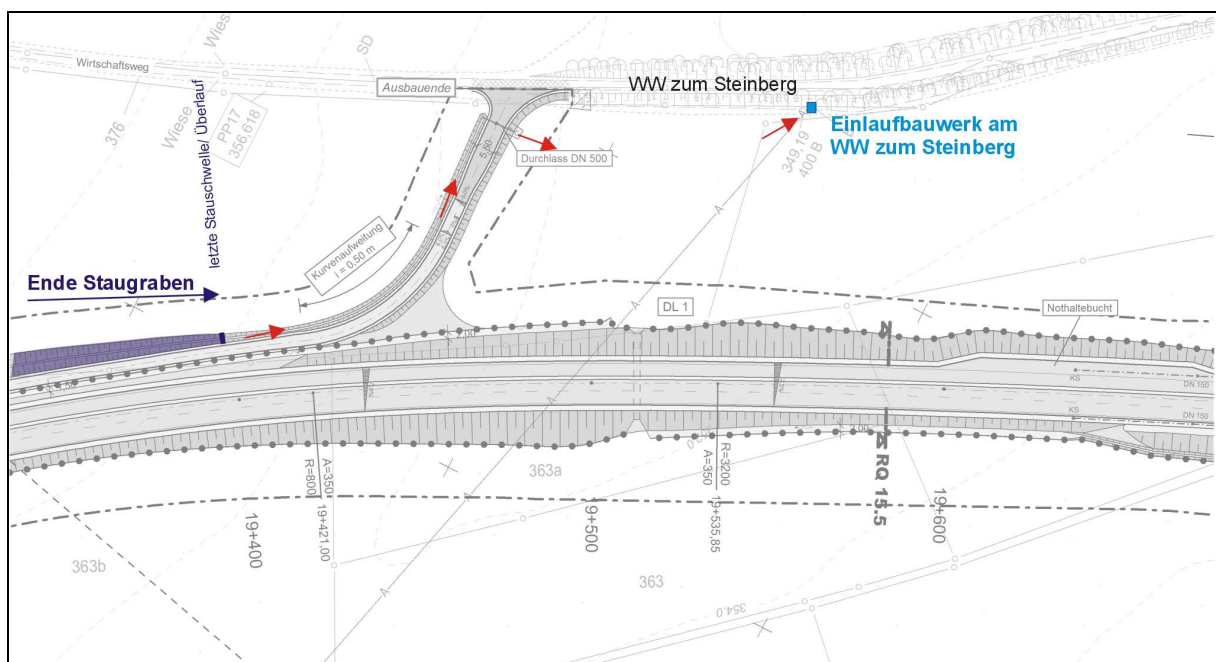 Wirtschaftsweg
Wiese
Wiese
SD
376
PP17
356.618
Ausbauende
WW zum Steinberg
Einlaufbauwerk am
WW zum Steinberg
349,19
400 B
Durchlass DN 500
5,50
letzte Stauschwelle/ Überlauf
Kurvenaufweitung
i = 0.50 m
Ende Staugraben
DL 1
Nothaltebucht
A
A
A
A
KS
DN 150
KS
DN 150
363a
A=350
R=800
19+421,00
R=3200
A=350
19+535,85
RQ 15.5
19+400
19+500
19+600
363b
363
354.0